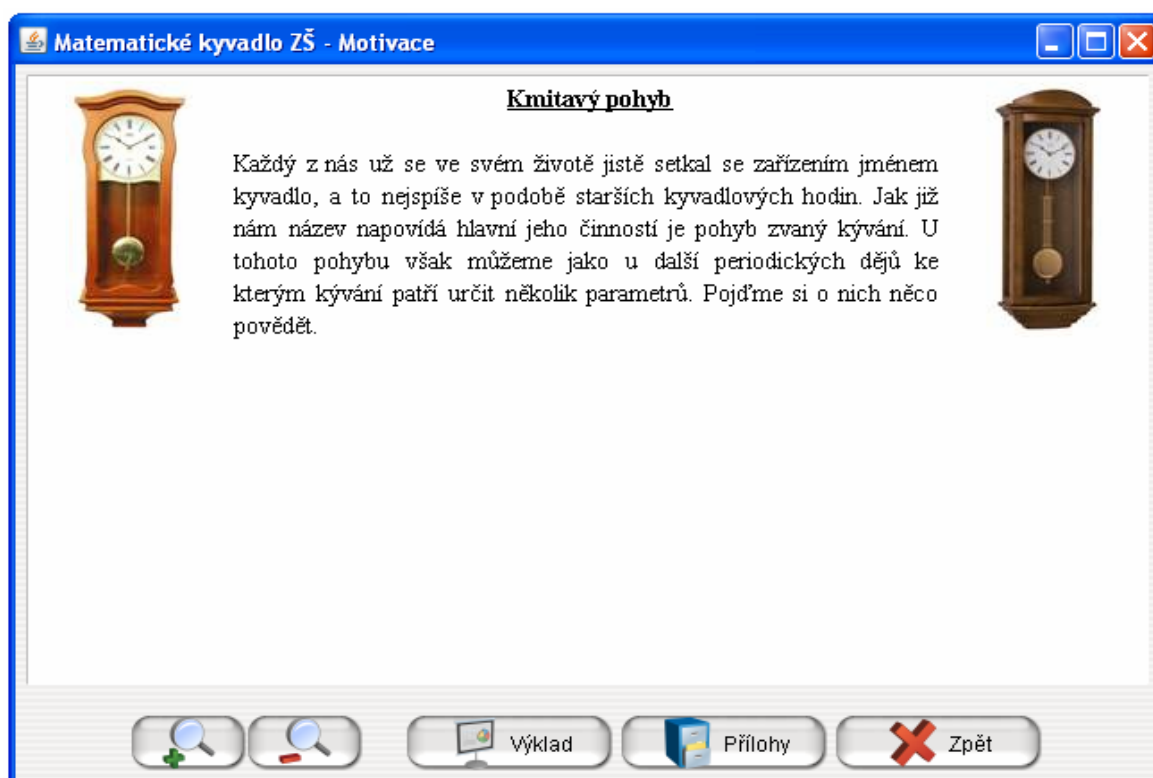 Matematické kyvadlo ZŠ - Motivace
Kmitavý pohyb
Každý z nás už se ve svém životě jistě setkal se zařízením jménem
kyvadlo, a to nejspíše v podobě starších kyvadlových hodin. Jak již
nám název napovídá hlavní jeho činností je pohyb zvaný kývání. U
tohoto pohybu však můžeme jako u další periodických dějů ke
kterým kývání patří určit několik parametrů. Pojďme si o nich něco
povědět.
Výklad
Přílohy
Zpět